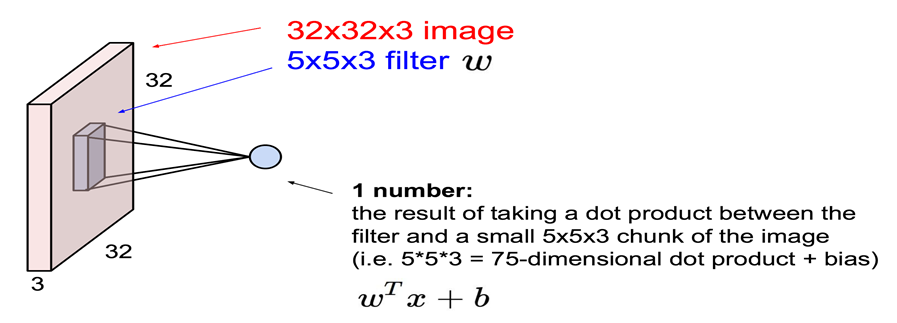 32x32x3 image
5x5x3 filter w
32
32
3
1 number:
the result of taking a dot product between the
filter and a small 5x5x3 chunk of the image
(i.e. 5*5*3 = 75-dimensional dot product + bias)
w^T x + b